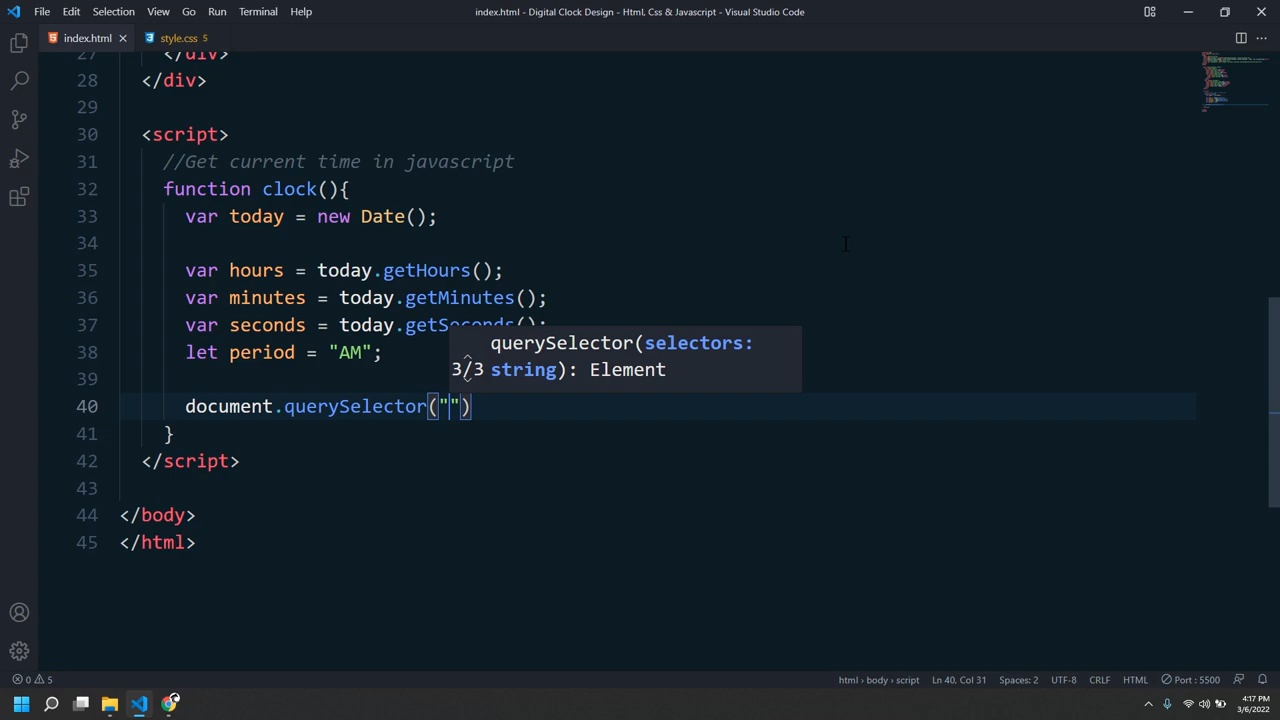 File Edit Selection View Go Run Terminal Help index.html - Digital Clock Design - Html, Css & Javascript - Visual Studio Code
index.html style.css 5
27 </div>
28 </div>
29
30 <script>
31 //Get current time in javascript
32 function clock(){
33 var today = new Date();
34
35 var hours = today.getHours();
36 var minutes = today.getMinutes();
37 var seconds = today.getSeconds();
38 let period = "AM";
querySelector(selectors:
3/3 string): Element
39
40 document.querySelector("")
41 }
42 </script>
43
44 </body>
45 </html>
0 5 html › body › script Ln 40, Col 31 Spaces: 2 UTF-8 CRLF HTML Port : 5500
4:17 PM
3/6/2022